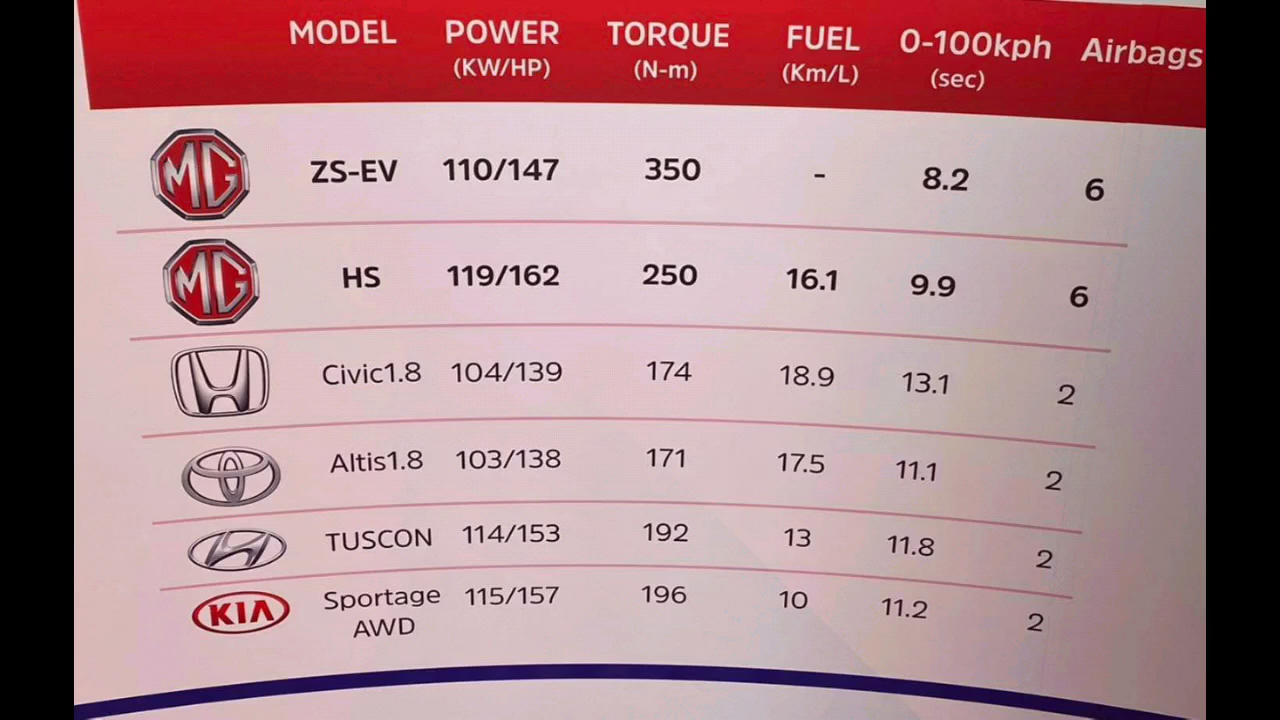 MODEL POWER TORQUE FUEL 0-100kph Airbags
(KW/HP) (N-m) (Km/L) (sec)
MG ZS-EV 110/147 350 - 8.2 6
MG HS 119/162 250 16.1 9.9 6
Civic1.8 104/139 174 18.9 13.1 2
Altis1.8 103/138 171 17.5 11.1 2
TUSCON 114/153 192 13 11.8 2
KIA Sportage 115/157 196 10 11.2 2
AWD